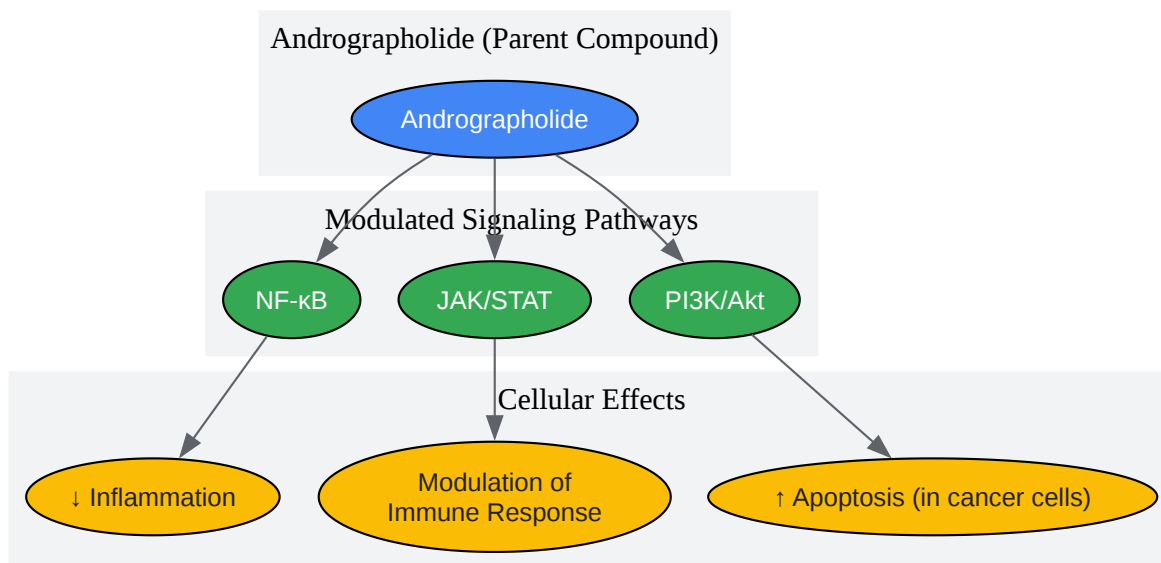 Andrographolide (Parent Compound)
Andrographolide
Modulated Signaling Pathways
NF-κB
JAK/STAT
PI3K/Akt
Cellular Effects
↓ Inflammation
Modulation of
Immune Response
↑ Apoptosis (in cancer cells)